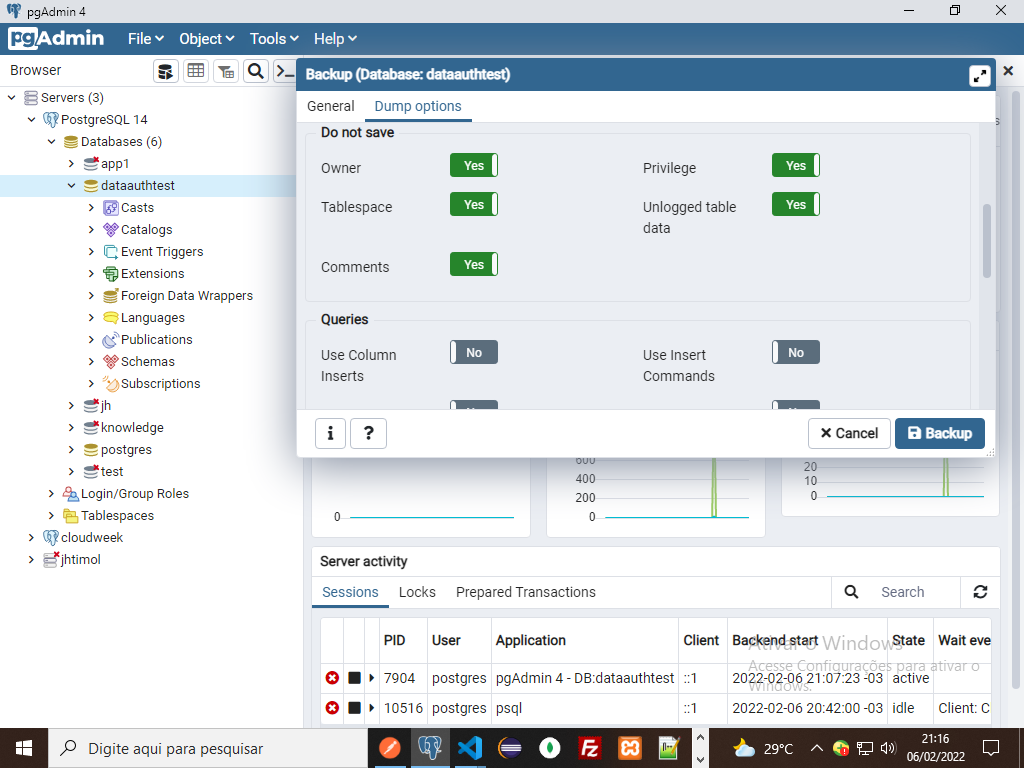 pgAdmin 4
pgAdmin
File Object Tools Help
Browser
Backup (Database: dataauthtest)
General Dump options
Do not save
Owner Yes Privilege Yes
Tablespace Yes Unlogged table data Yes
Comments Yes
Queries
Use Column Inserts No Use Insert Commands No
i ? Cancel Backup
Servers (3)
PostgreSQL 14
Databases (6)
app1
dataauthtest
Casts
Catalogs
Event Triggers
Extensions
Foreign Data Wrappers
Languages
Publications
Schemas
Subscriptions
jh
knowledge
postgres
test
Login/Group Roles
Tablespaces
cloudweek
jhtimol
0
600
400
200
0
20
10
0
Server activity
Sessions Locks Prepared Transactions Search
PID User Application Client Backend start State Wait eve
7904 postgres pgAdmin 4 - DB:dataauthtest ::1 2022-02-06 21:07:23 -03 active
10516 postgres psql ::1 2022-02-06 20:42:00 -03 idle Client: C
Ativar o Windows
Acesse Configurações para ativar o
Windows.
Digite aqui para pesquisar
29°C
21:16
06/02/2022